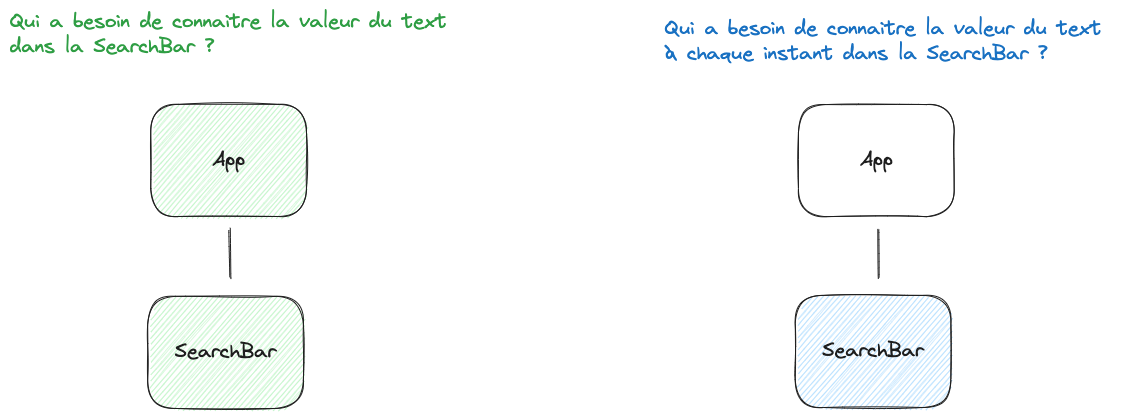 Qui a besoin de connaitre la valeur du text
dans la SearchBar ?
App
SearchBar
Qui a besoin de connaitre la valeur du text
à chaque instant dans la SearchBar ?
App
SearchBar